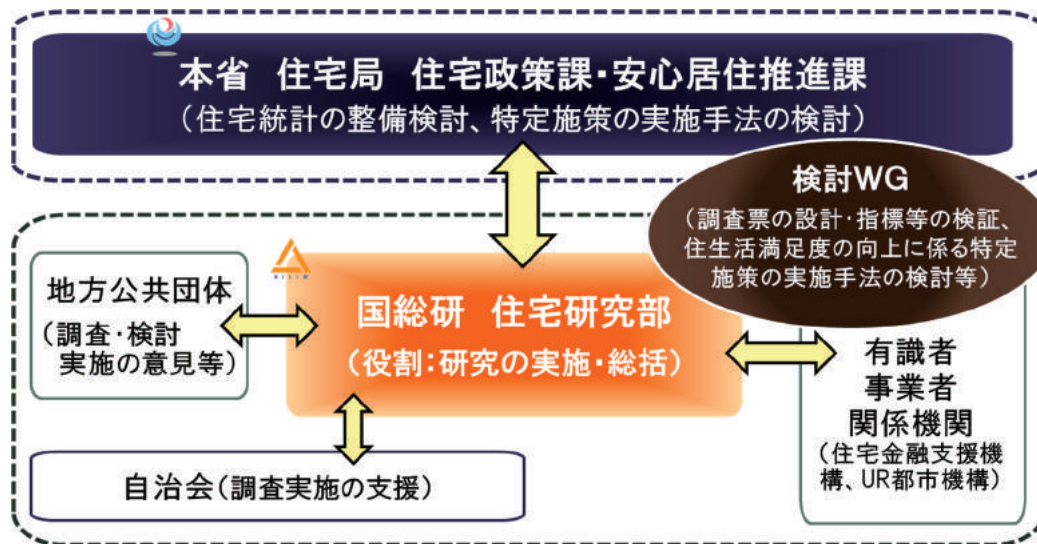 本省 住宅局 住宅政策課・安心居住推進課
(住宅統計の整備検討、特定施策の実施手法の検討)
検討WG
(調査票の設計・指標等の検証、
住生活満足度の向上に係る特定
施策の実施手法の検討等)
地方公共団体
(調査・検討
実施の意見等)
国総研 住宅研究部
(役割:研究の実施・総括)
有識者
事業者
関係機関
(住宅金融支援機
構、UR都市機構)
自治会(調査実施の支援)